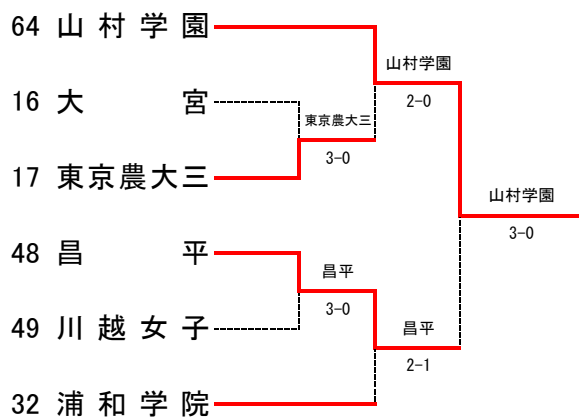 64 山村学園
山村学園
2-0
16 大宮
東京農大三
3-0
17 東京農大三
山村学園
3-0
48 昌平
昌平
3-0
49 川越女子
昌平
2-1
32 浦和学院